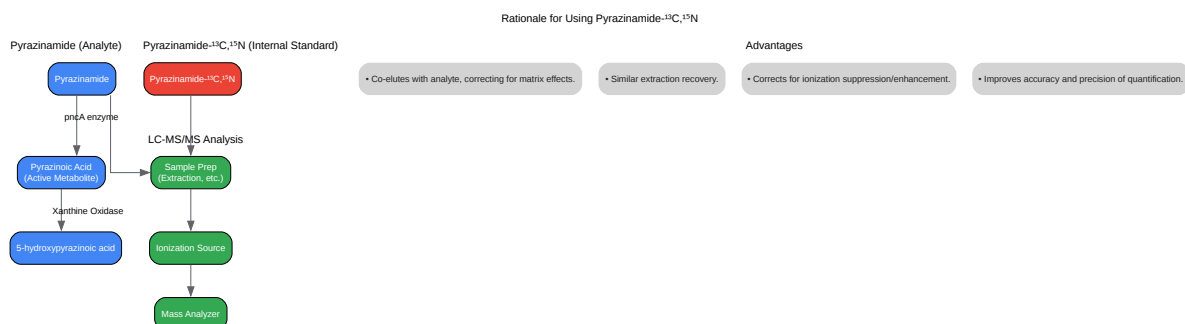 Rationale for Using Pyrazinamide-¹³C,¹⁵N
Pyrazinamide (Analyte)
Pyrazinamide-¹³C,¹⁵N (Internal Standard)
Advantages
Pyrazinamide
Pyrazinamide-¹³C,¹⁵N
• Co-elutes with analyte, correcting for matrix effects.
• Similar extraction recovery.
• Corrects for ionization suppression/enhancement.
• Improves accuracy and precision of quantification.
pncA enzyme
LC-MS/MS Analysis
Pyrazinoic Acid
(Active Metabolite)
Sample Prep
(Extraction, etc.)
Xanthine Oxidase
5-hydroxypyrazinoic acid
Ionization Source
Mass Analyzer